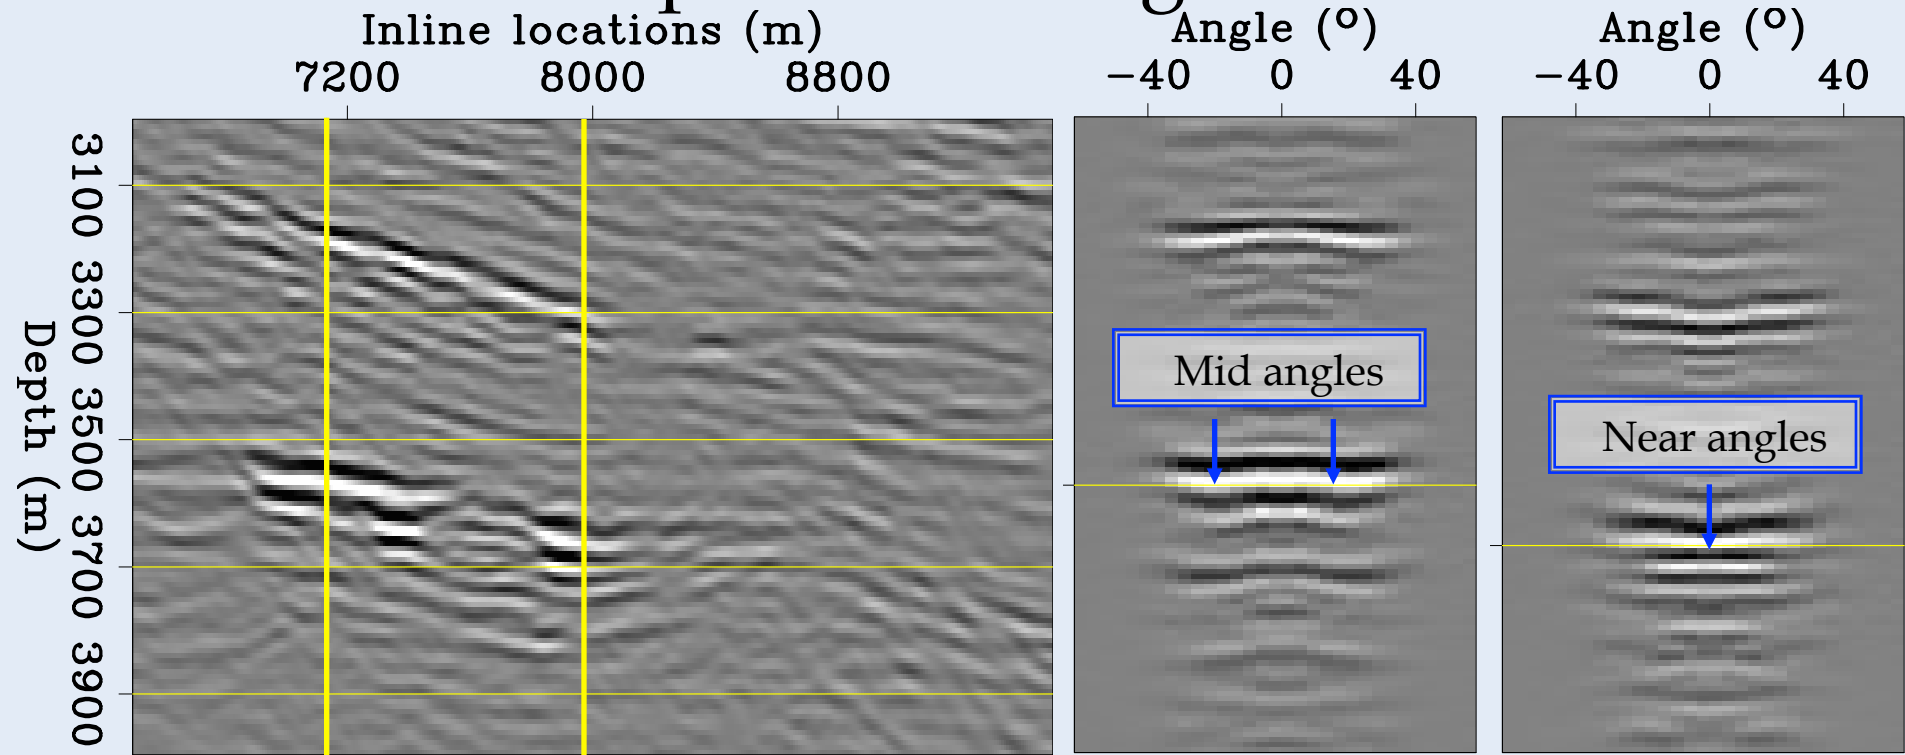 Inline locations (m)
7200 8000 8800
Depth (m)
3100 3300 3500 3700 3900
Angle (º)
-40 0 40
Mid angles
Angle (º)
-40 0 40
Near angles